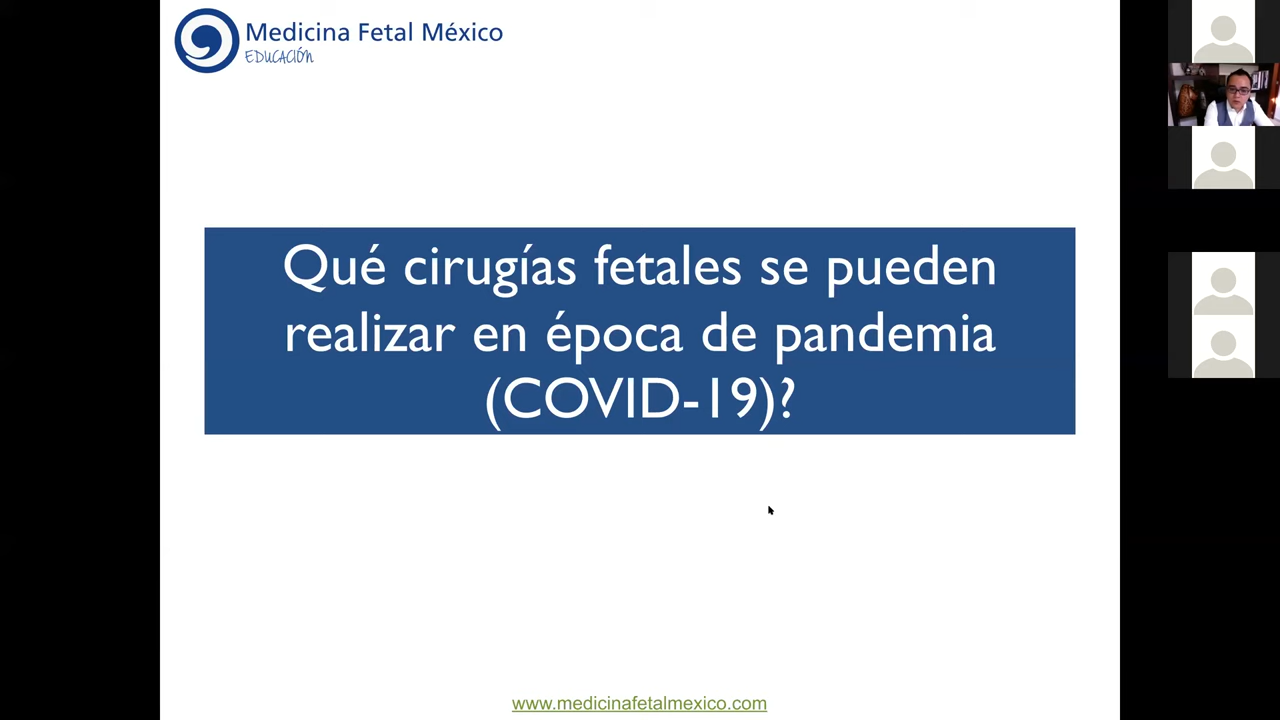 Medicina Fetal México
EDUCACIÓN
Qué cirugías fetales se pueden
realizar en época de pandemia
(COVID-19)?
www.medicinafetalmexico.com